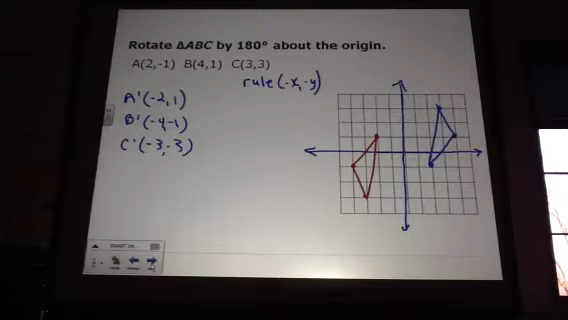 Rotate ΔABC by 180° about the origin.
A(2,-1) B(4,1) C(3,3)
rule (-x, -y)
A'(-2, 1)
B'(-4, -1)
C'(-3, -3)